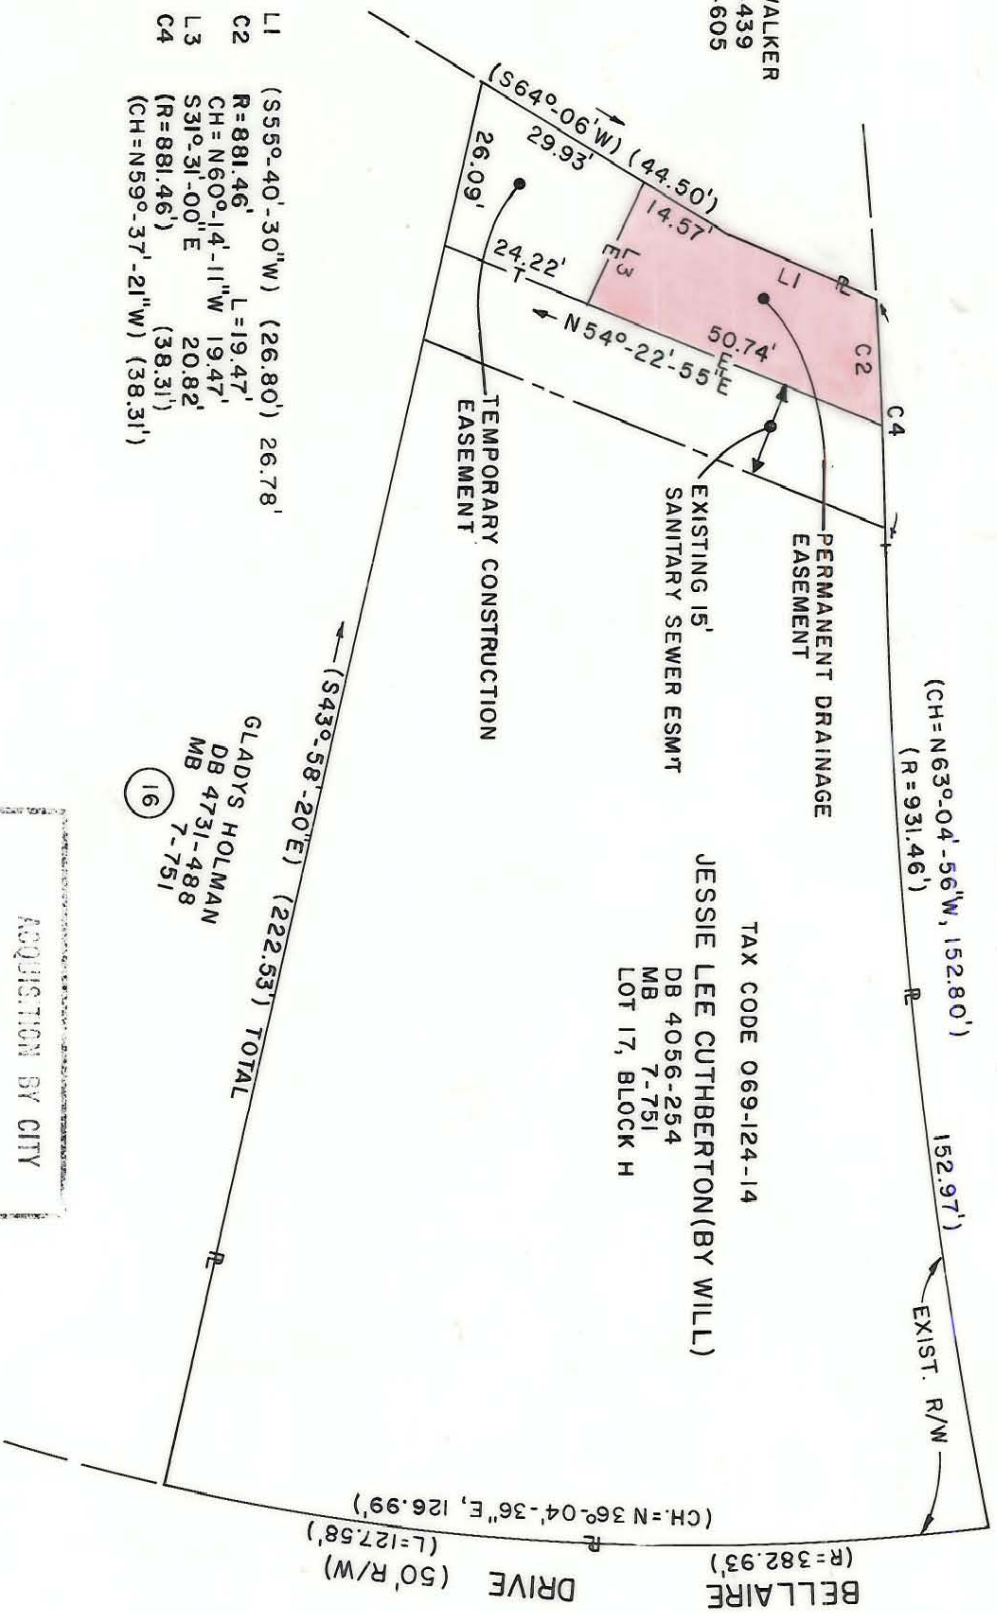 WALKER
439
-605
(S64°-06'W) (44.50')
29.93'
14.57'
26.09'
24.22'
T
L3
E
L1
PL
C2
C4
50.74'
E
N54°-22'-55"E
PERMANENT DRAINAGE
EASEMENT
EXISTING 15'
SANITARY SEWER ESM'T
TEMPORARY CONSTRUCTION
EASEMENT
L1 (S55°-40'-30"W) (26.80') 26.78'
C2 R=881.46' L=19.47'
CH=N60°-14'-11"W 19.47'
L3 S31°-31'-00"E 20.82'
C4 (R=881.46') (38.31')
(CH=N59°-37'-21"W) (38.31')
(CH=N63°-04'-56"W, 152.80')
(R=931.46')
152.97')
PL
EXIST. R/W
TAX CODE 069-124-14
JESSIE LEE CUTHBERTON(BY WILL)
DB 4056-254
MB 7-751
LOT 17, BLOCK H
(S43°-58'-20"E) (222.53') TOTAL
PL
GLADYS HOLMAN
DB 4731-488
MB 7-751
16
(CH.=N36°-04'-36"E, 126.99')
PL
(L=127.58')
(R=382.93')
BELLAIRE DRIVE (50' R/W)
ACQUISITION BY CITY